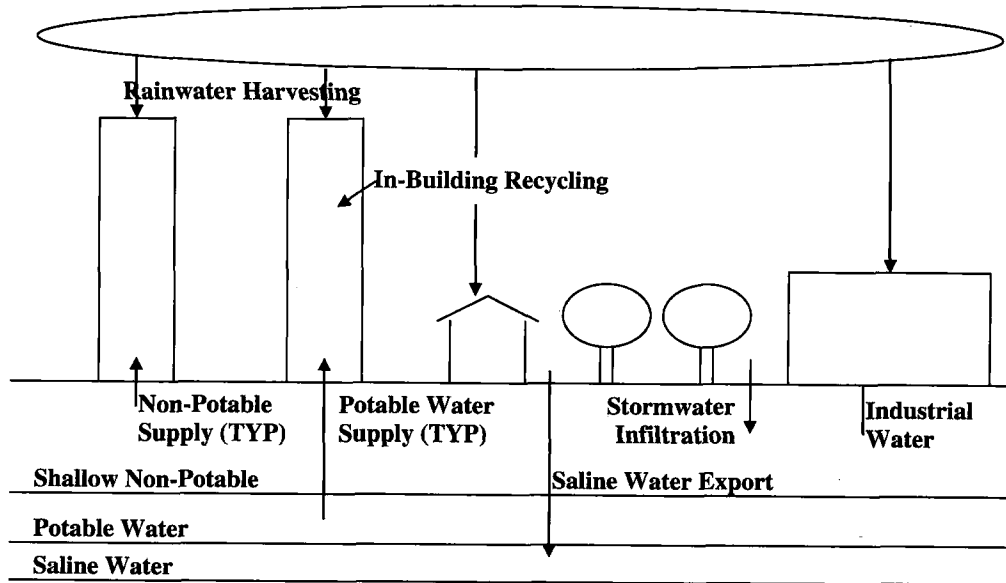 Rainwater Harvesting
In-Building Recycling
Non-Potable
Supply (TYP)
Potable Water
Supply (TYP)
Stormwater
Infiltration
Industrial
Water
Shallow Non-Potable
Saline Water Export
Potable Water
Saline Water